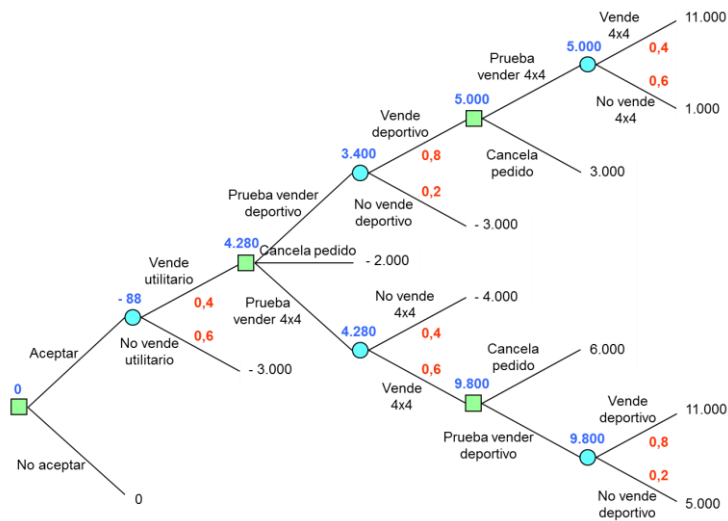 Vende
4x4
11.000
5.000
0,4
Prueba
vender 4x4
0,6
5.000
No vende
4x4
1.000
Vende
deportivo
3.400
0,8
Cancela
pedido
3.000
0,2
Prueba vender
deportivo
No vende
deportivo
- 3.000
4.280
Cancela pedido
- 2.000
Vende
utilitario
- 88
0,4
Prueba
vender 4x4
No vende
4x4
- 4.000
0,6
No vende
utilitario
4.280
0,4
Cancela
pedido
6.000
Aceptar
- 3.000
0,6
0
Vende
4x4
9.800
Vende
deportivo
11.000
Prueba vender
deportivo
9.800
0,8
No aceptar
0,2
0
No vende
deportivo
5.000